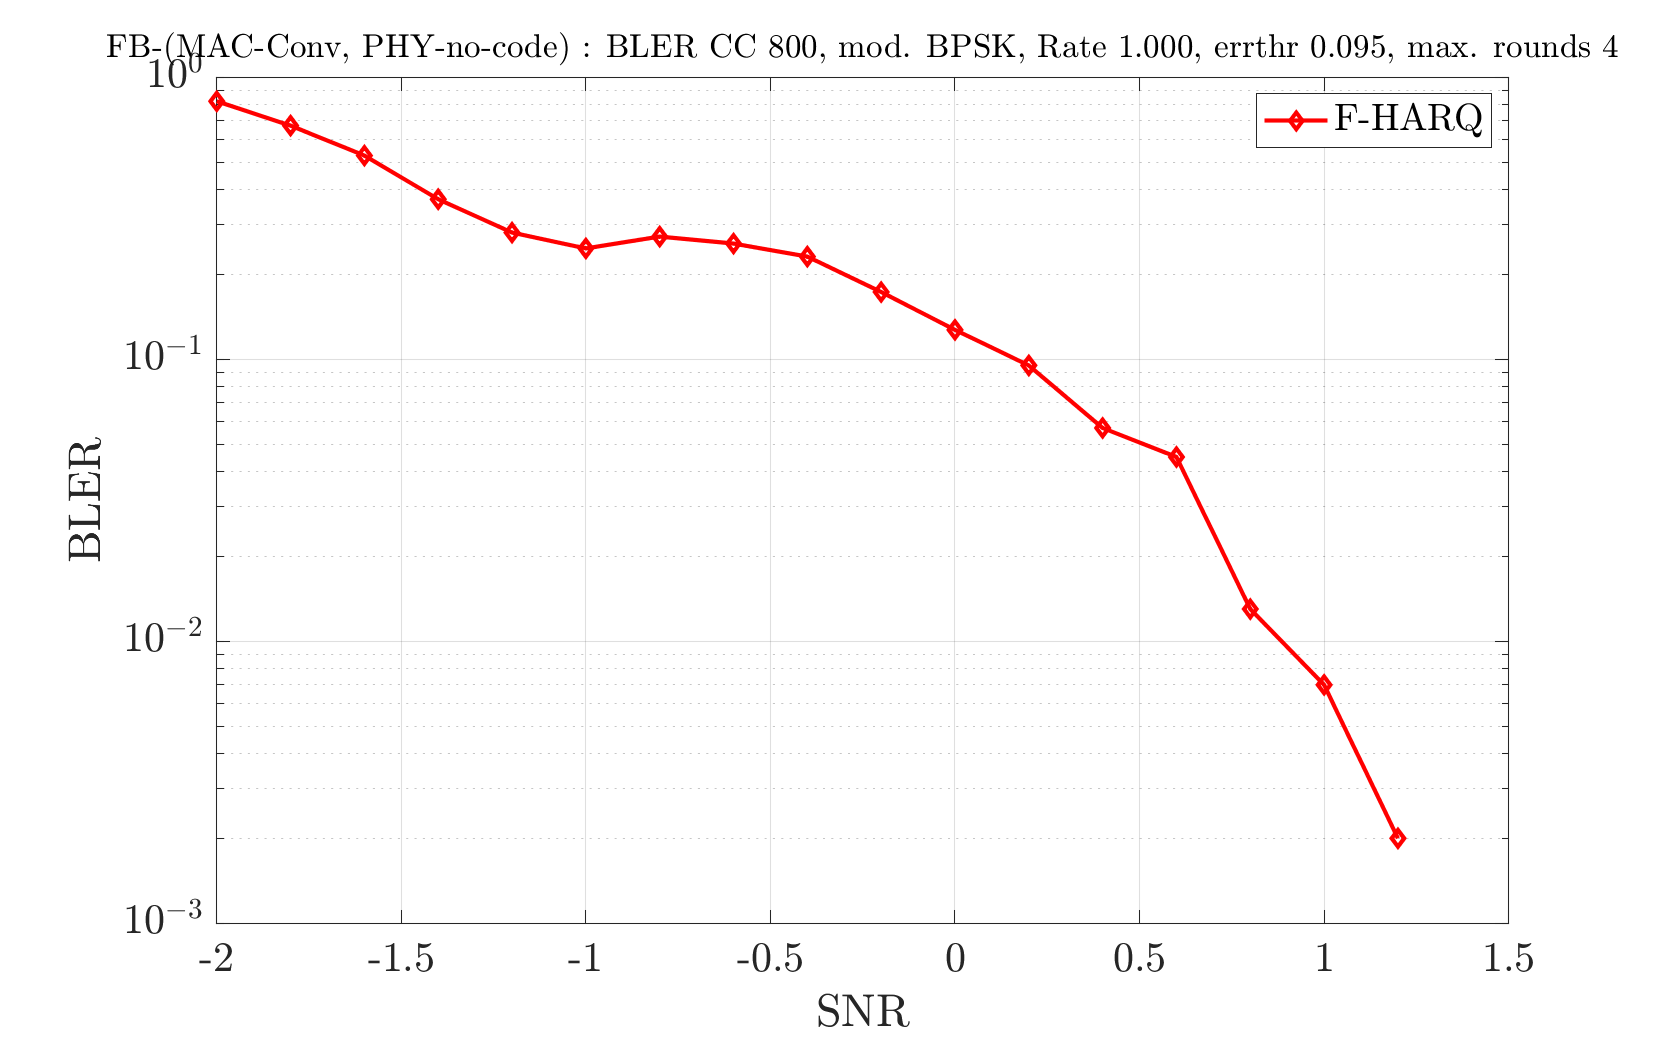 FB-(MAC-Conv, PHY-no-code) : BLER CC 800, mod. BPSK, Rate 1.000, errthr 0.095, max. rounds 4
10⁰
F-HARQ
10⁻¹
BLER
10⁻²
10⁻³
-2 -1.5 -1 -0.5 0 0.5 1 1.5
SNR